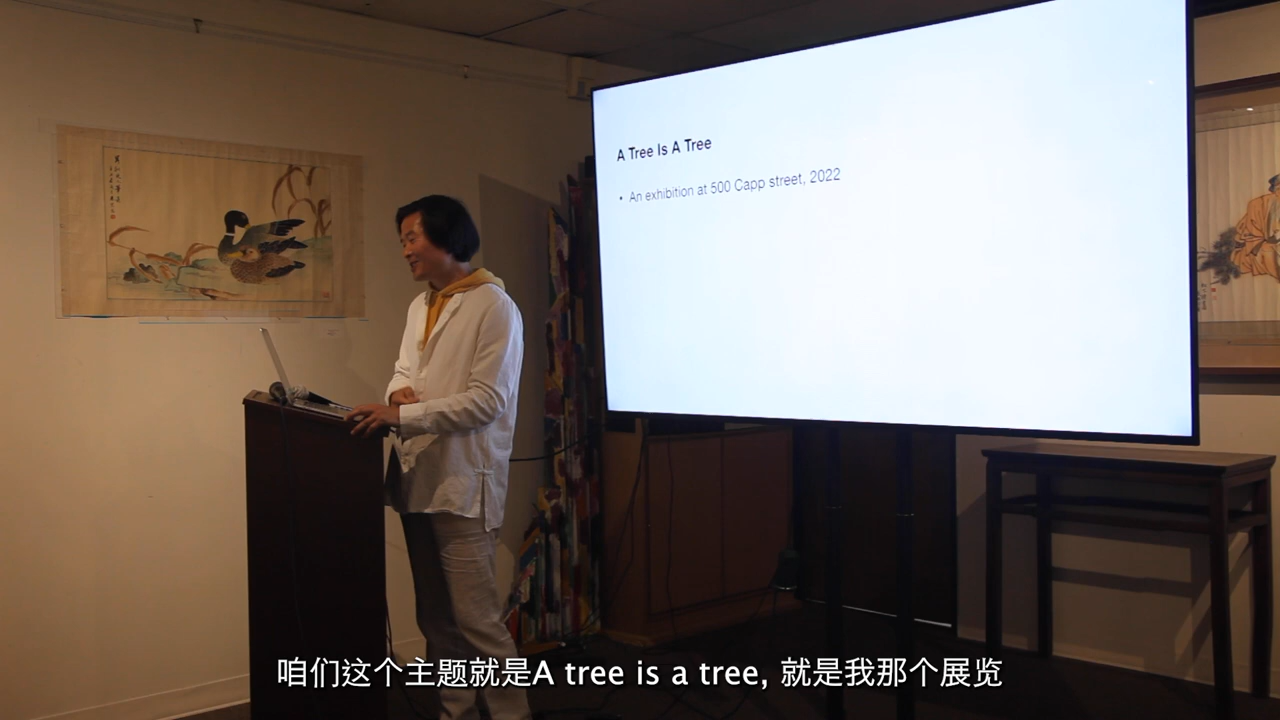 A Tree Is A Tree
• An exhibition at 500 Capp street, 2022
咱们这个主题就是A tree is a tree, 就是我那个展览